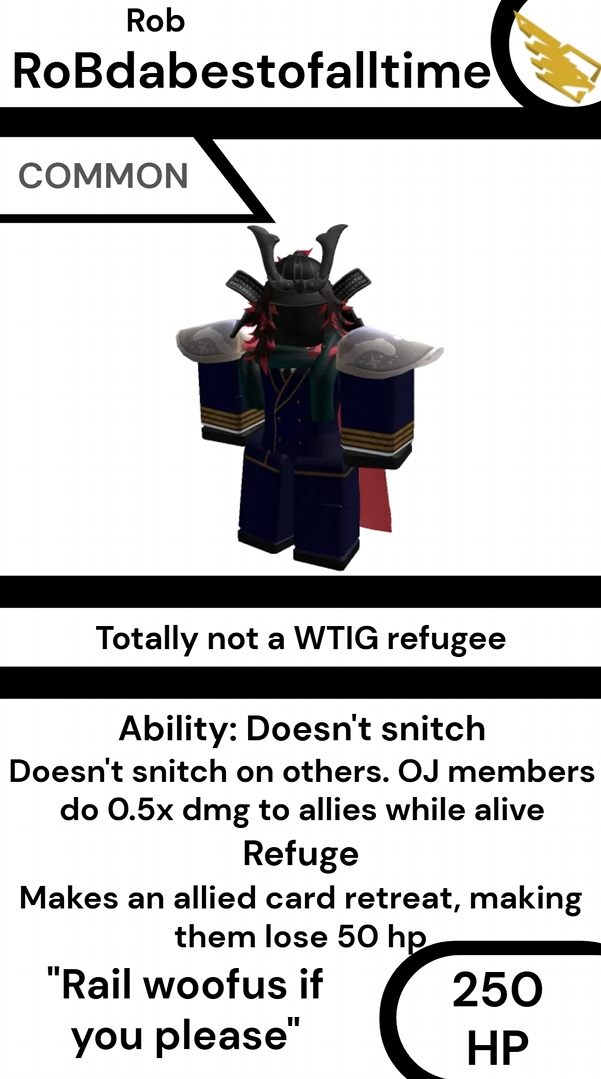 Rob
RoBdabestofalltime
COMMON
Totally not a WTIG refugee
Ability: Doesn't snitch
Doesn't snitch on others. OJ members
do 0.5x dmg to allies while alive
Refuge
Makes an allied card retreat, making
them lose 50 hp
"Rail woofus if
you please"
250
HP